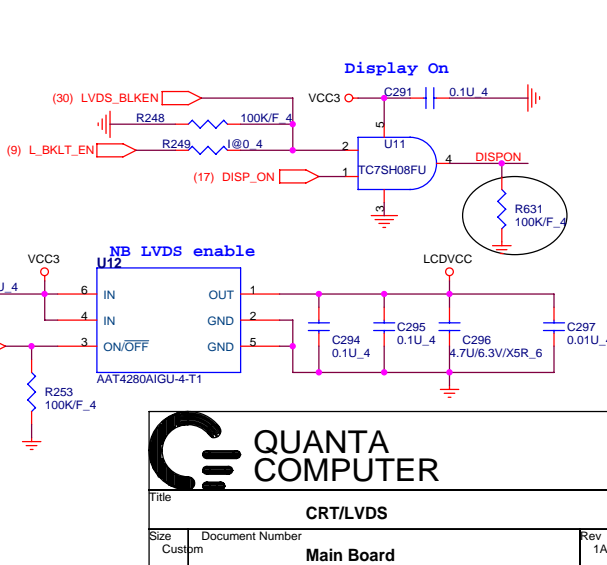 Display On
(30) LVDS_BLKEN
VCC3
C291
0.1U_4
R248
100K/F_4
5
U11
(9) L_BKLT_EN
R249
I@0_4
2
TC7SH08FU
4
DISPON
(17) DISP_ON
1
3
R631
100K/F_4
NB LVDS enable
VCC3
U12
LCDVCC
6
IN
OUT
1
4
IN
GND
2
3
ON/OFF
GND
5
C294
0.1U_4
C295
0.1U_4
C296
4.7U/6.3V/X5R_6
C297
AAT4280AIGU-4-T1
R253
100K/F_4
QUANTA
COMPUTER
Title
CRT/LVDS
Size
Custom
Document Number
Main Board
Rev
1A